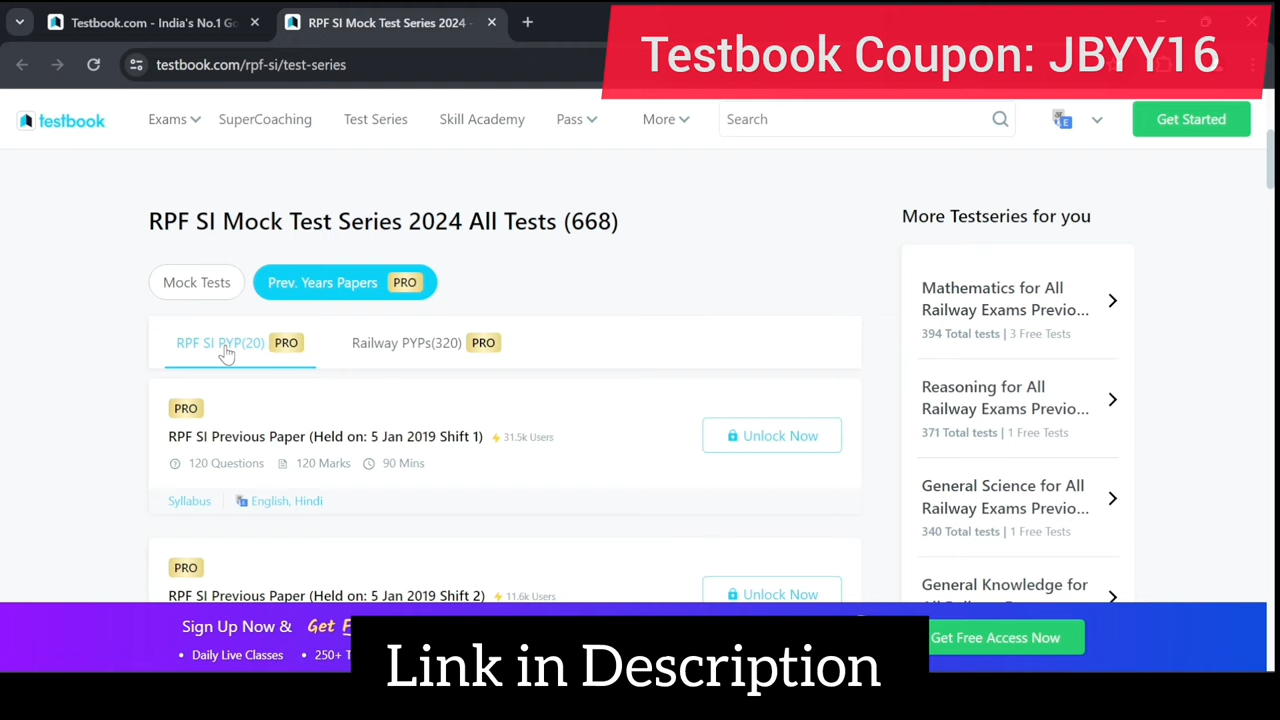 Testbook.com - India's No.1 Go
RPF SI Mock Test Series 2024 -
Testbook Coupon: JBYY16
testbook.com/rpf-si/test-series
testbook
Exams
SuperCoaching
Test Series
Skill Academy
Pass
More
Search
Get Started
RPF SI Mock Test Series 2024 All Tests (668)
Mock Tests
Prev. Years Papers PRO
RPF SI PYP(20) PRO
Railway PYPs(320) PRO
PRO
RPF SI Previous Paper (Held on: 5 Jan 2019 Shift 1) 31.5k Users
120 Questions 120 Marks 90 Mins
Unlock Now
Syllabus English, Hindi
PRO
RPF SI Previous Paper (Held on: 5 Jan 2019 Shift 2) 11.6k Users
Unlock Now
More Testseries for you
Mathematics for All
Railway Exams Previo...
394 Total tests | 3 Free Tests
Reasoning for All
Railway Exams Previo...
371 Total tests | 1 Free Tests
General Science for All
Railway Exams Previo...
340 Total tests | 1 Free Tests
General Knowledge for
Sign Up Now & Get
• Daily Live Classes • 250+ T
Get Free Access Now
Link in Description